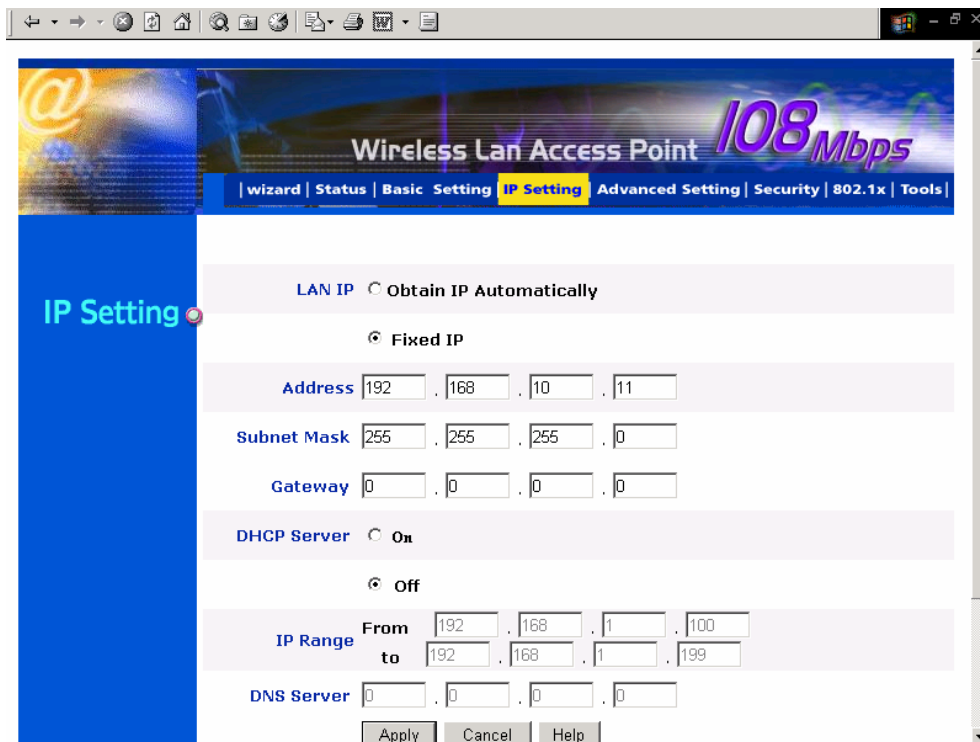 108Mbps
Wireless Lan Access Point
|wizard | Status | Basic Setting | IP Setting | Advanced Setting | Security | 802.1x | Tools|
IP Setting
LAN IP Obtain IP Automatically
Fixed IP
Address 192 . 168 . 10 . 11
Subnet Mask 255 . 255 . 255 . 0
Gateway 0 . 0 . 0 . 0
DHCP Server On
Off
IP Range From 192 . 168 . 1 . 100
to 192 . 168 . 1 . 199
DNS Server 0 . 0 . 0 . 0
Apply Cancel Help